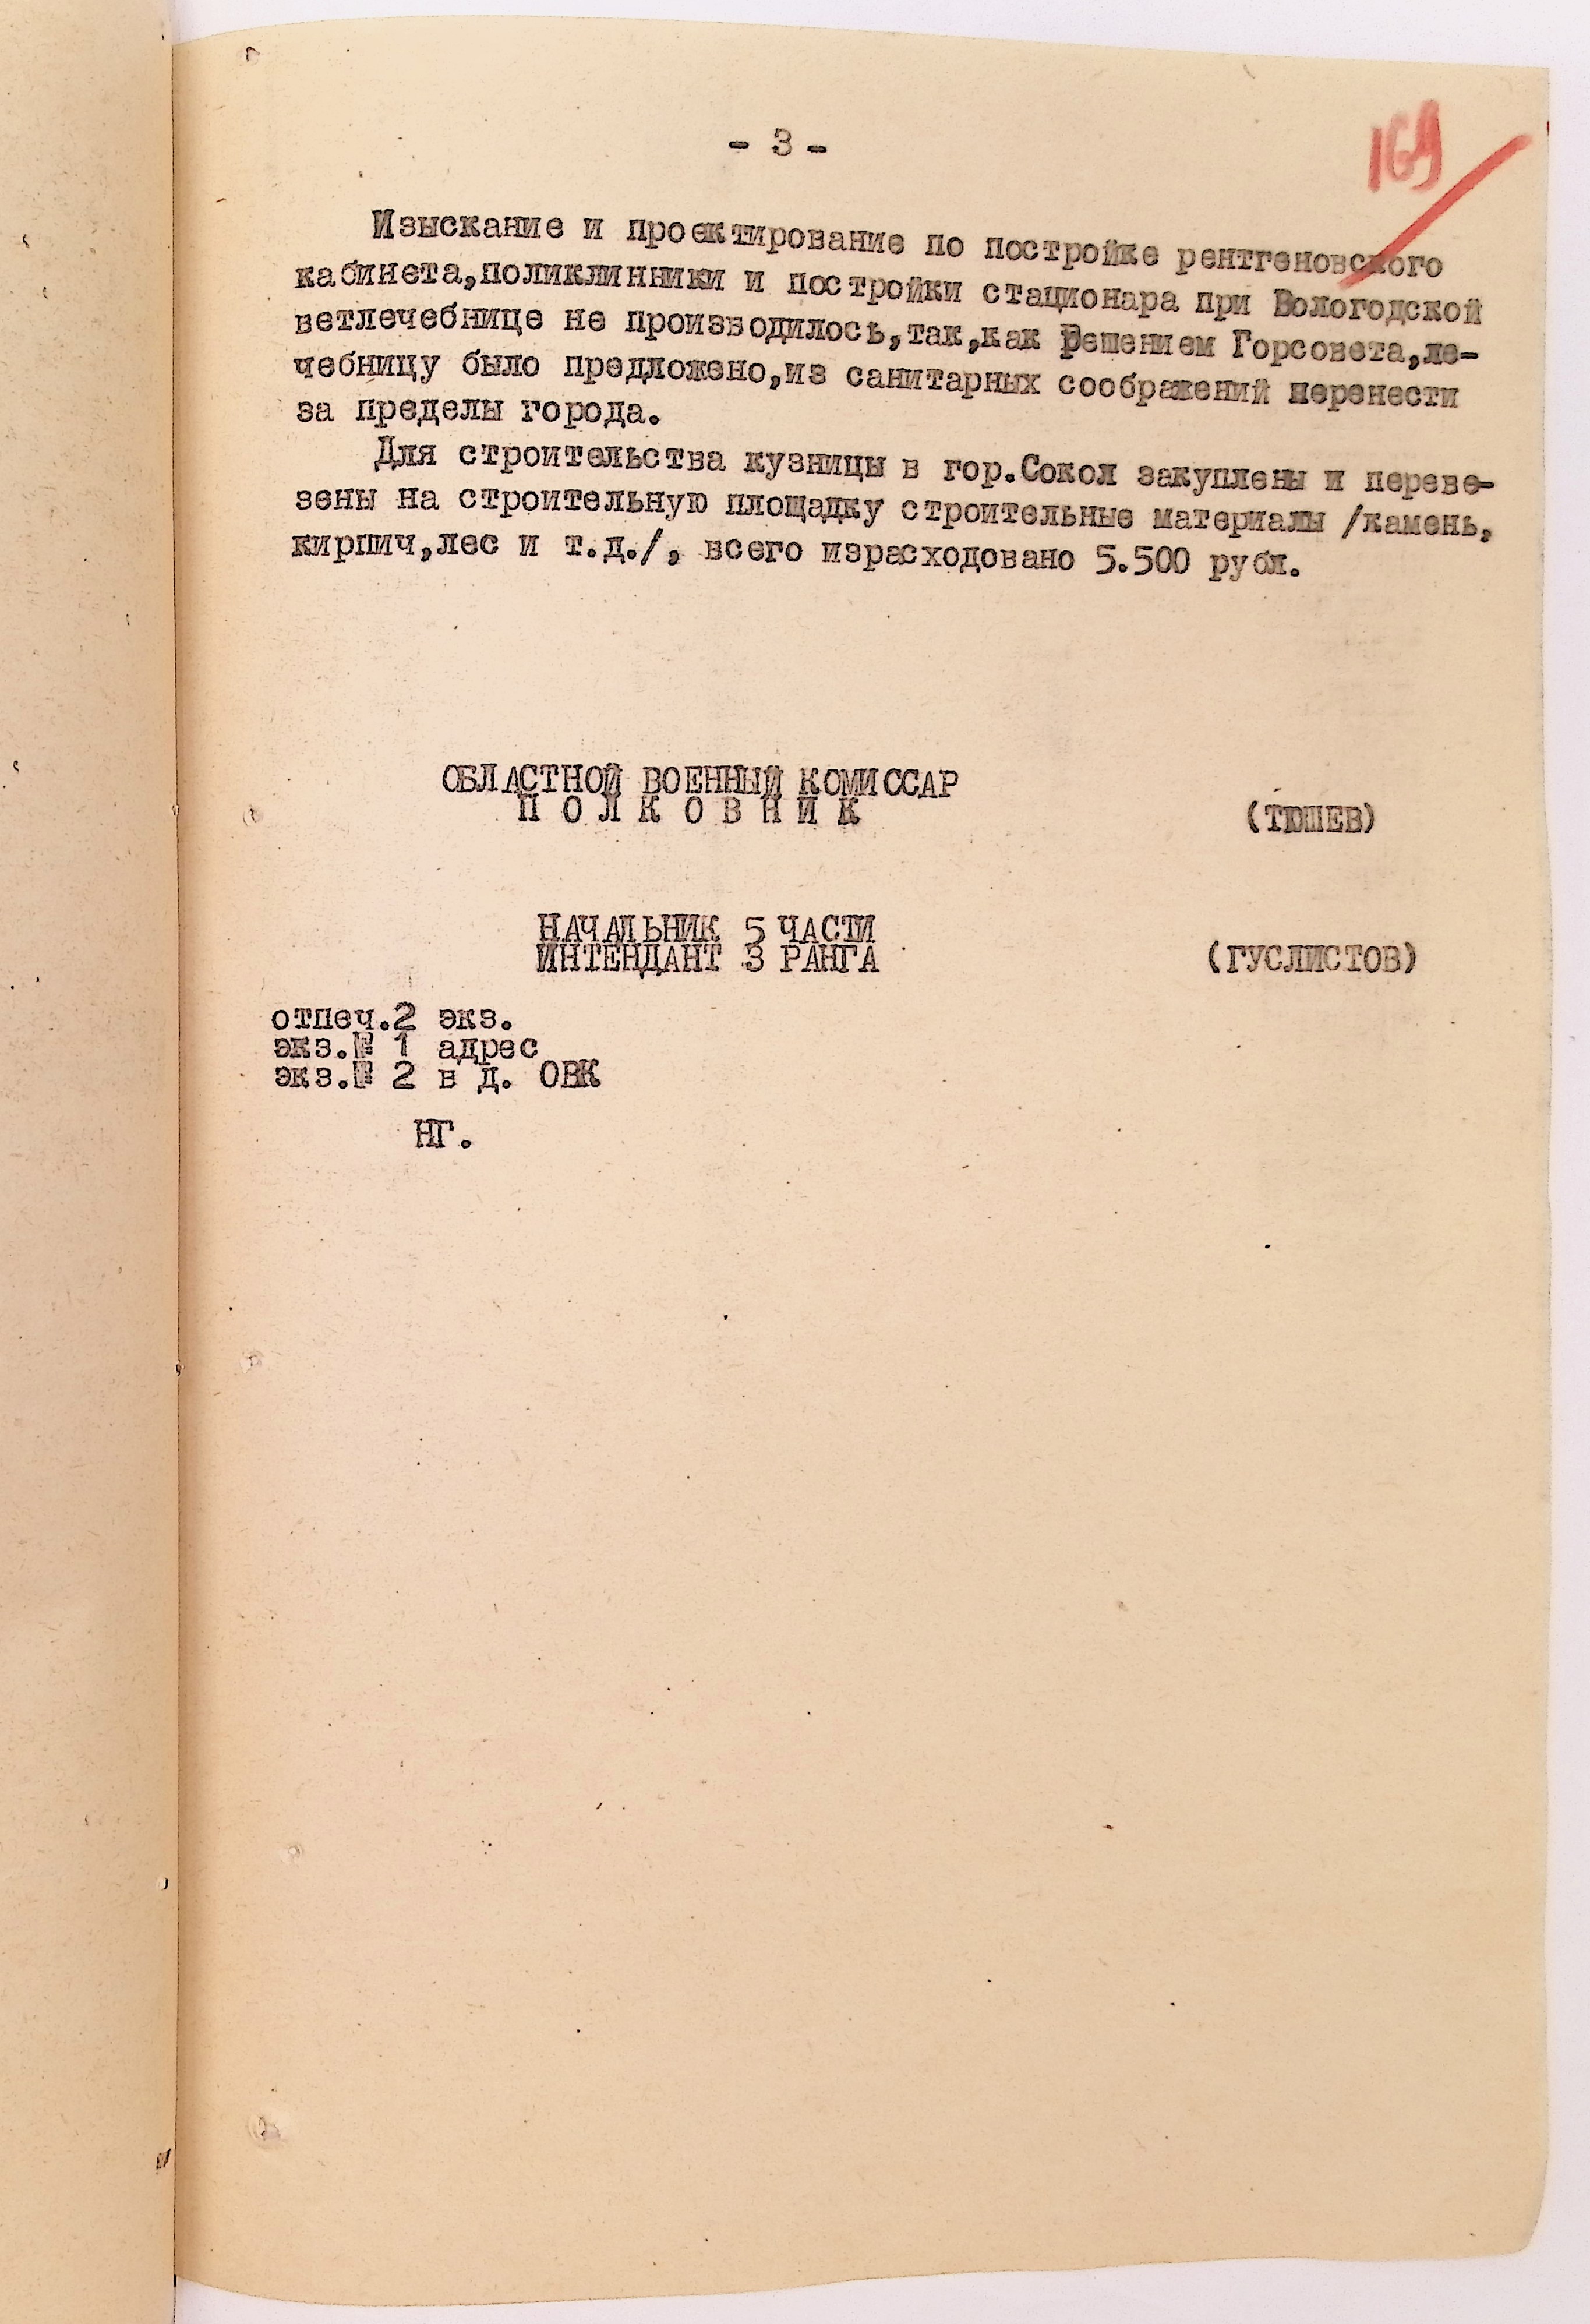 - 3 -
169
Изыскание и проектирование по постройке рентгеновского
кабинета,поликлинники и постройки стационара при Вологодской
ветлечебнице не производилось,так,как Решением Горсовета,ле-
чебницу было предложено,из санитарных соображений перенести
за пределы города.
Для строительства кузницы в гор.Сокол закуплены и переве-
зены на строительную площадку строительные материалы /камень,
кирпич,лес и т.д./, всего израсходовано 5.500 рубл.
ОБЛАСТНОЙ ВОЕННЫЙ КОМИССАР
П О Л К О В Н И К (ТЮШЕВ)
НАЧАЛЬНИК 5 ЧАСТИ
ИНТЕНДАНТ 3 РАНГА (ГУСЛИСТОВ)
отпеч.2 экз.
экз.№ 1 адрес
экз.№ 2 в д. ОВК
НГ.